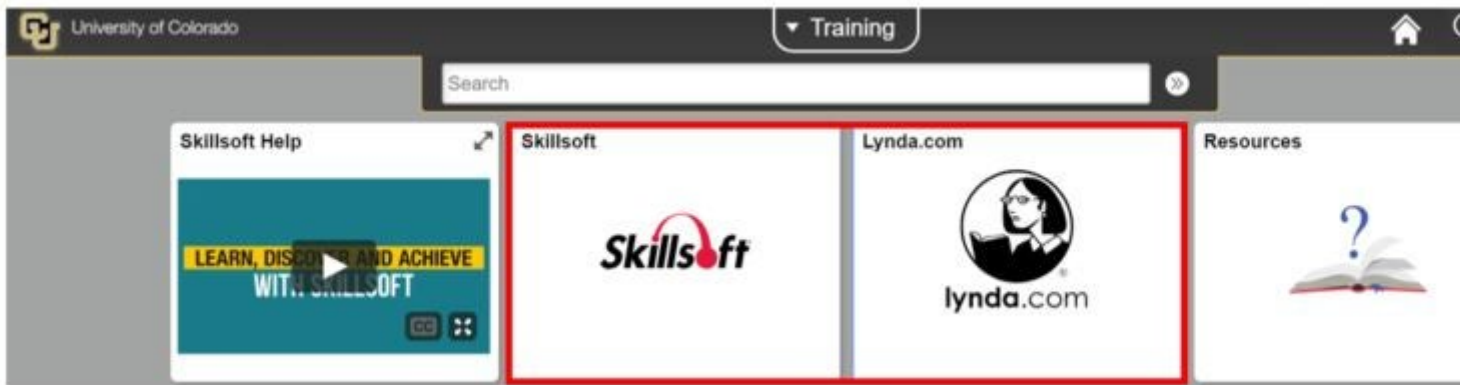 CU University of Colorado
Training
Search
Skillsoft Help
Skillsoft
Lynda.com
Resources
LEARN, DISCOVER AND ACHIEVE
WITH SKILLSOFT
CC
Skillsoft
lynda.com
?